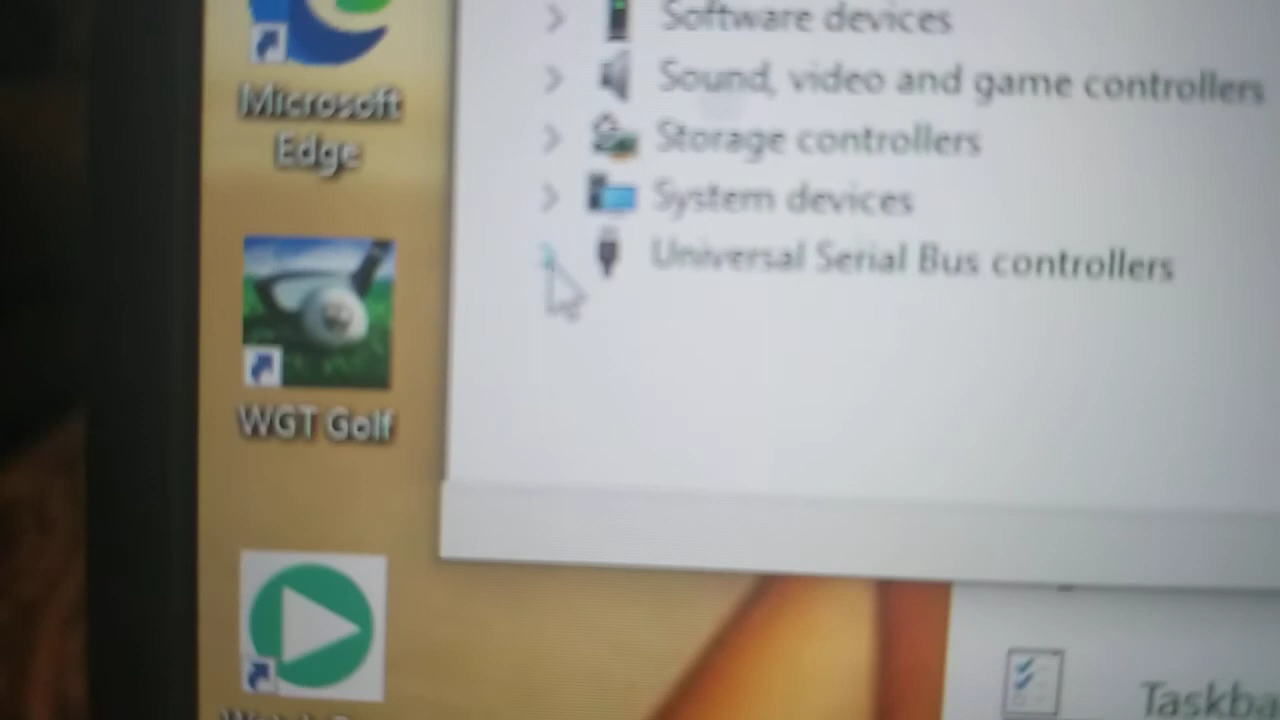 Microsoft
Edge
WGT Golf
Software devices
Sound, video and game controllers
Storage controllers
System devices
Universal Serial Bus controllers